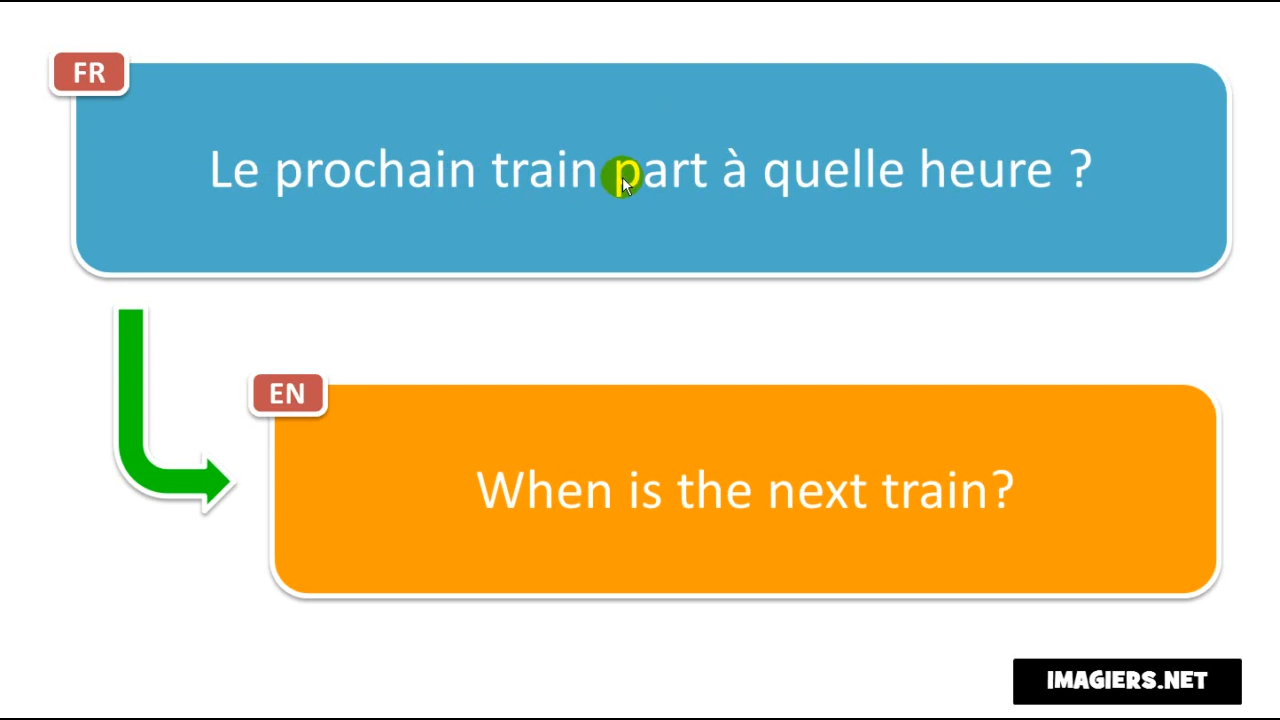 FR
Le prochain train part à quelle heure ?
EN
When is the next train?
IMAGIERS.NET